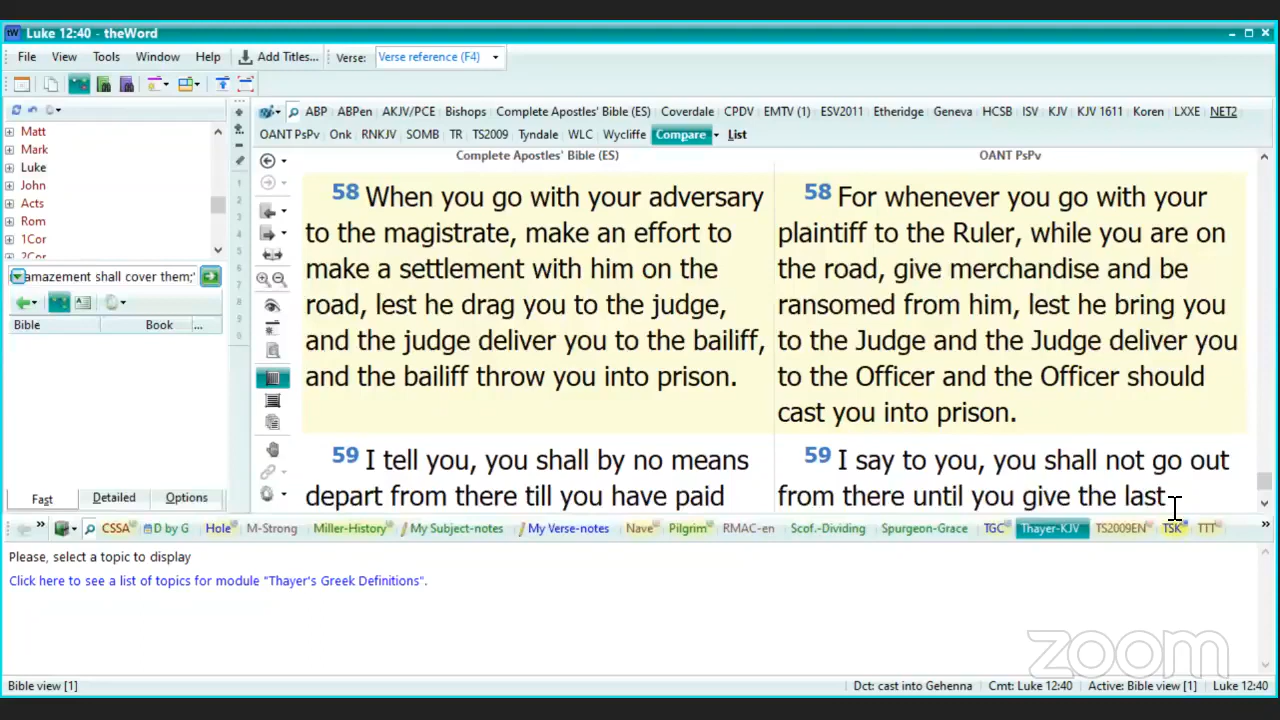 Luke 12:40 - theWord
File View Tools Window Help Add Titles... Verse: Verse reference (F4)
ABP ABPen AKJV/PCE Bishops Complete Apostles' Bible (ES) Coverdale CPDV EMTV (1) ESV2011 Etheridge Geneva HCSB ISV KJV KJV 1611 Koren LXXE NET2
OANT PsPv Onk RNKJV SOMB TR TS2009 Tyndale WLC Wycliffe Compare List
Matt
Mark
Luke
John
Acts
Rom
1Cor
2Cor
amazement shall cover them;"
Bible Book ...
Fast Detailed Options
Complete Apostles' Bible (ES)
58 When you go with your adversary
to the magistrate, make an effort to
make a settlement with him on the
road, lest he drag you to the judge,
and the judge deliver you to the bailiff,
and the bailiff throw you into prison.
59 I tell you, you shall by no means
depart from there till you have paid
OANT PsPv
58 For whenever you go with your
plaintiff to the Ruler, while you are on
the road, give merchandise and be
ransomed from him, lest he bring you
to the Judge and the Judge deliver you
to the Officer and the Officer should
cast you into prison.
59 I say to you, you shall not go out
from there until you give the last
CSSA D by G Hole M-Strong Miller-History My Subject-notes My Verse-notes Nave Pilgrim RMAC-en Scof.-Dividing Spurgeon-Grace TGC Thayer-KJV TS2009EN TSK TTT
Please, select a topic to display
Click here to see a list of topics for module "Thayer's Greek Definitions".
zoom
Bible view [1] Dct: cast into Gehenna Cmt: Luke 12:40 Active: Bible view [1] Luke 12:40